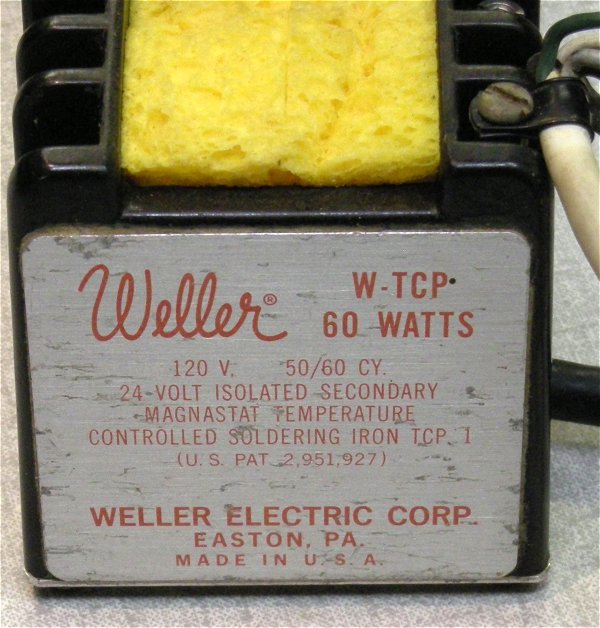 Weller® W-TCP
60 WATTS
120 V. 50/60 CY.
24 VOLT ISOLATED SECONDARY
MAGNASTAT TEMPERATURE
CONTROLLED SOLDERING IRON TCP. 1
(U.S. PAT. 2,951,927)
WELLER ELECTRIC CORP.
EASTON, PA.
MADE IN U.S.A.